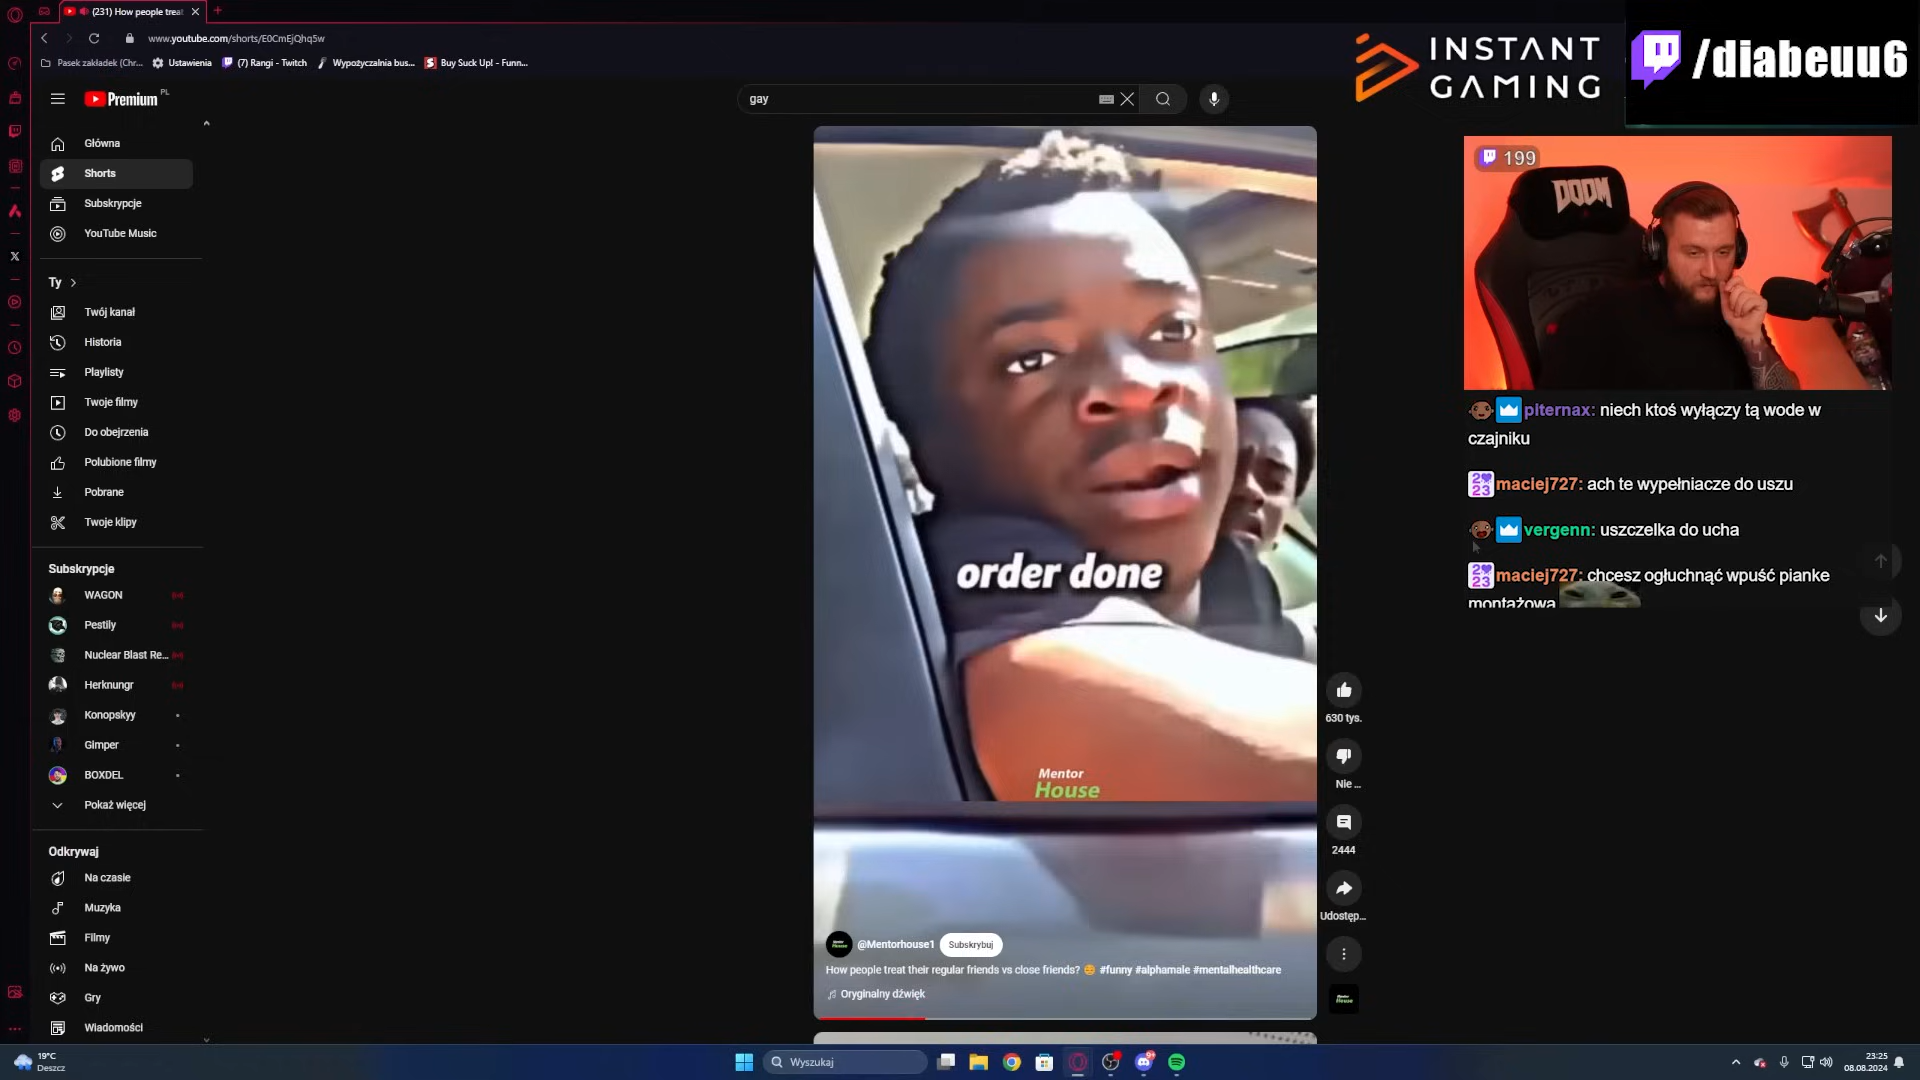 (231) How people treat
www.youtube.com/shorts/E0CmEjQhq5w
Pasek zakładek (Chr...
Ustawienia
(7) Rangi - Twitch
Wypożyczalnia bus...
Buy Suck Up! - Funn...
INSTANT
GAMING
/diabeuu6
Premium PL
gay
Główna
Shorts
Subskrypcje
YouTube Music
Ty
Twój kanał
Historia
Playlisty
Twoje filmy
Do obejrzenia
Polubione filmy
Pobrane
Twoje klipy
Subskrypcje
WAGON
Pestily
Nuclear Blast Re...
Herknungr
Konopskyy
Gimper
BOXDEL
Pokaż więcej
Odkrywaj
Na czasie
Muzyka
Filmy
Na żywo
Gry
Wiadomości
order done
Mentor
House
630 tys.
Nie ...
2444
Udostęp...
@Mentorhouse1
Subskrybuj
How people treat their regular friends vs close friends? 😊 #funny #alphamale #mentalhealthcare
Oryginalny dźwięk
199
DOOM
piternax: niech ktoś wyłączy tą wode w
czajniku
maciej727: ach te wypełniacze do uszu
vergenn: uszczelka do ucha
maciej727: chcesz ogłuchnąć wpuść pianke
montażowa
19°C
Deszcz
Wyszukaj
23:25
08.08.2024